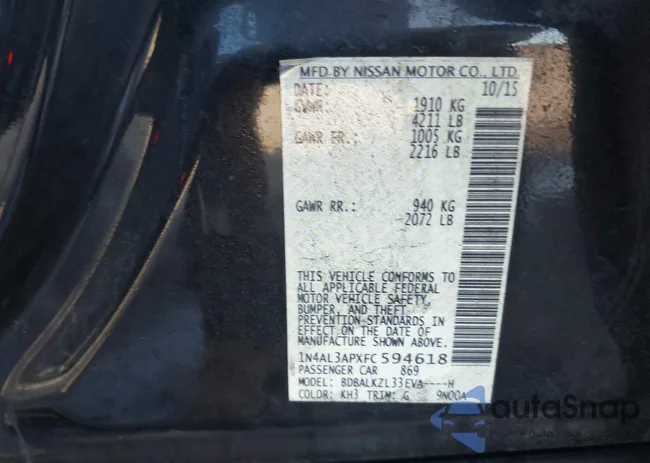 MFD BY NISSAN MOTOR CO., LTD.
DATE: 10/15
GVWR: 1910 KG
4211 LB
GAWR FR.: 1005 KG
2216 LB
GAWR RR.: 940 KG
2072 LB
THIS VEHICLE CONFORMS TO
ALL APPLICABLE FEDERAL
MOTOR VEHICLE SAFETY,
BUMPER, AND THEFT
PREVENTION STANDARDS IN
EFFECT ON THE DATE OF
MANUFACTURE SHOWN ABOVE.
1N4AL3APXFC594618
PASSENGER CAR 869
MODEL: BDBALKZL33EVA----H
COLOR: KH3 TRIM: G 9N00A
autaSnap